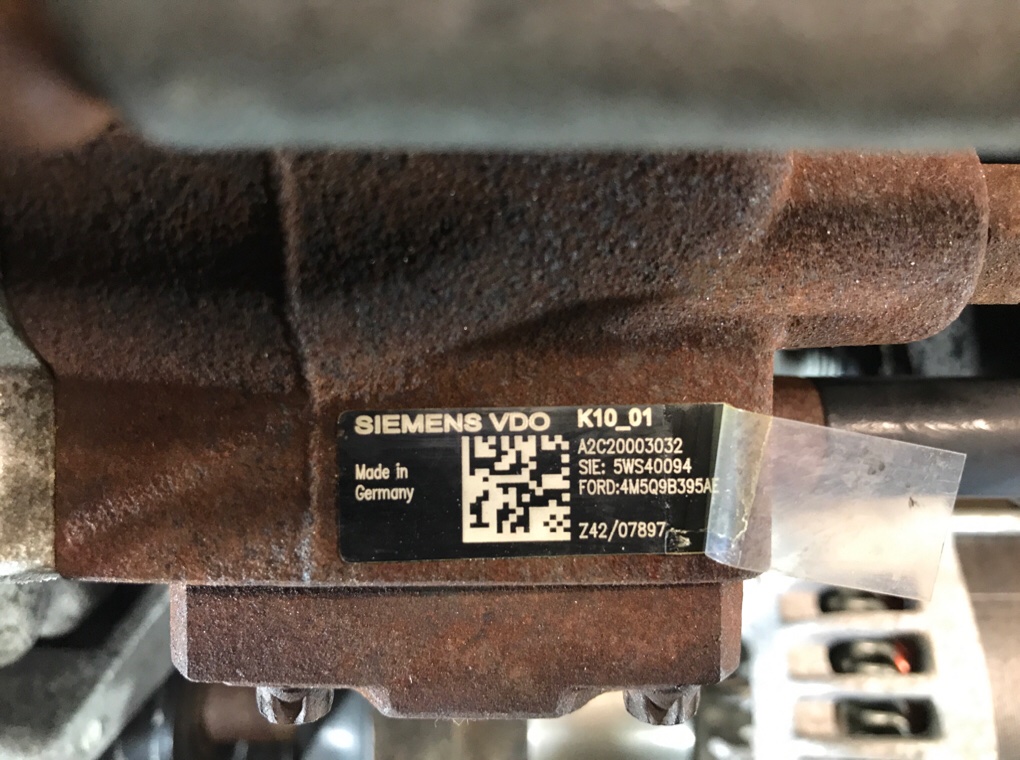 SIEMENS VDO K10_01
A2C20003032
SIE: 5WS40094
Made in
Germany
FORD:4M5Q9B395AE
Z42/07897